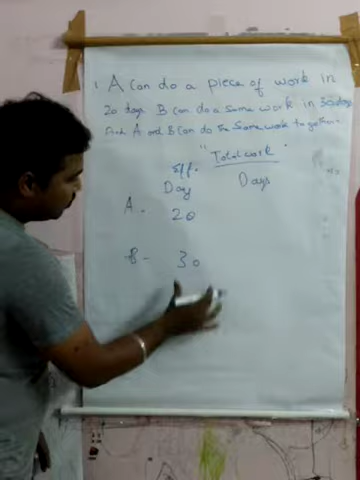 1. A can do a piece of work in
20 days B can do a same work in 30 days
Find A and B can do the same work together.
"Total work"
Eff.
Day Days
A - 20
B - 30